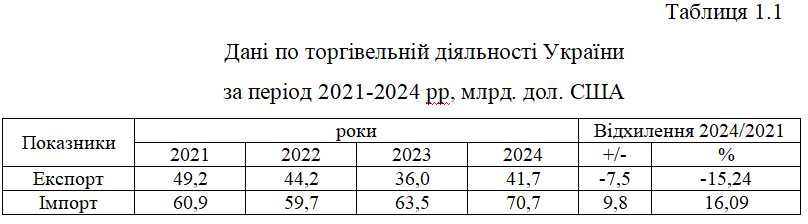 Таблиця 1.1
Дані по торгівельній діяльності України
за період 2021-2024 рр, млрд. дол. США
Показники роки Відхилення 2024/2021
2021 2022 2023 2024 +/- %
Експорт 49,2 44,2 36,0 41,7 -7,5 -15,24
Імпорт 60,9 59,7 63,5 70,7 9,8 16,09